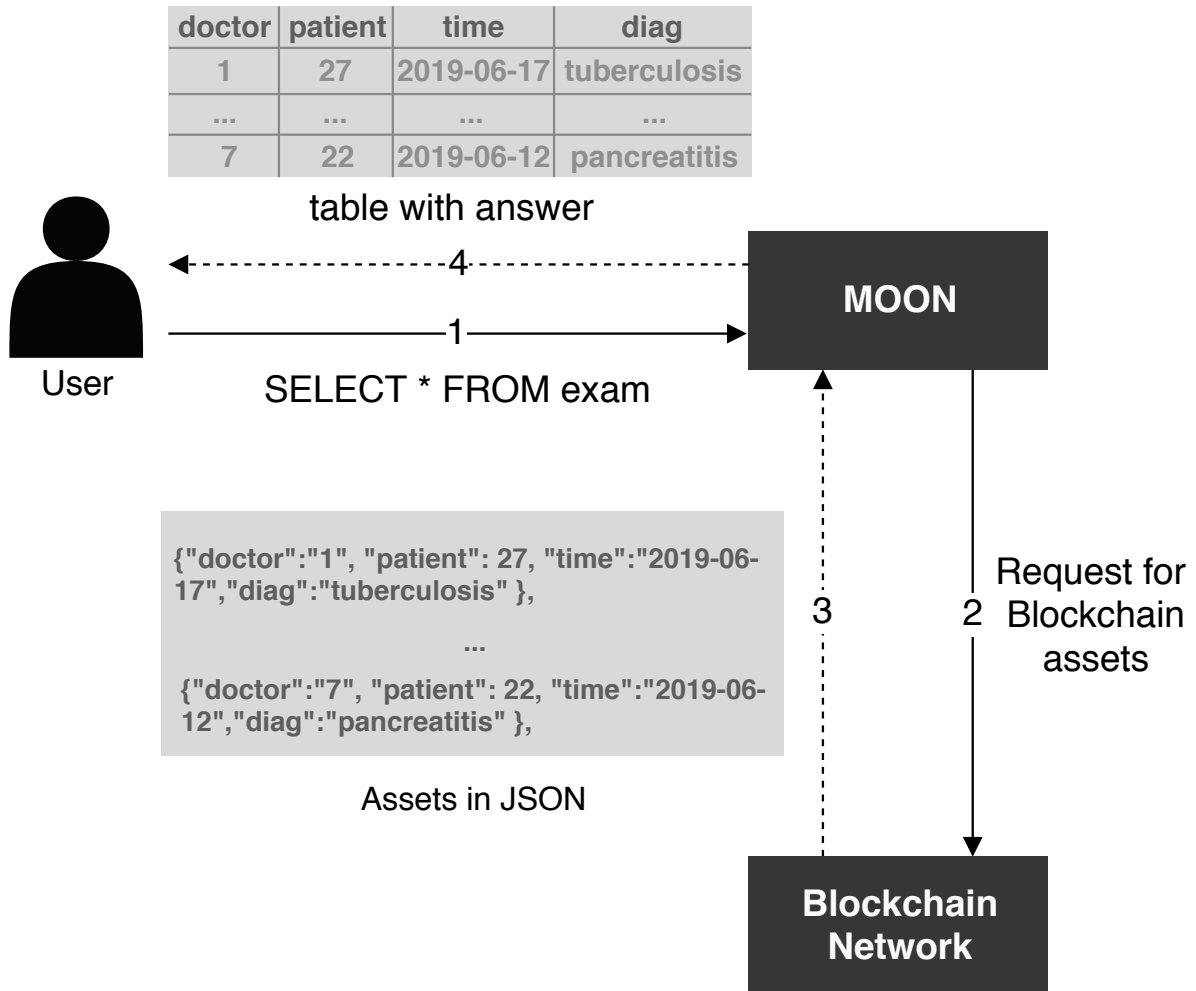 doctor patient time diag
1 27 2019-06-17 tuberculosis
... ... ... ...
7 22 2019-06-12 pancreatitis
table with answer
4
MOON
1
User
SELECT * FROM exam
{"doctor":"1", "patient": 27, "time":"2019-06-
17","diag":"tuberculosis" },
...
{"doctor":"7", "patient": 22, "time":"2019-06-
12","diag":"pancreatitis" },
Assets in JSON
3
2
Request for
Blockchain
assets
Blockchain
Network